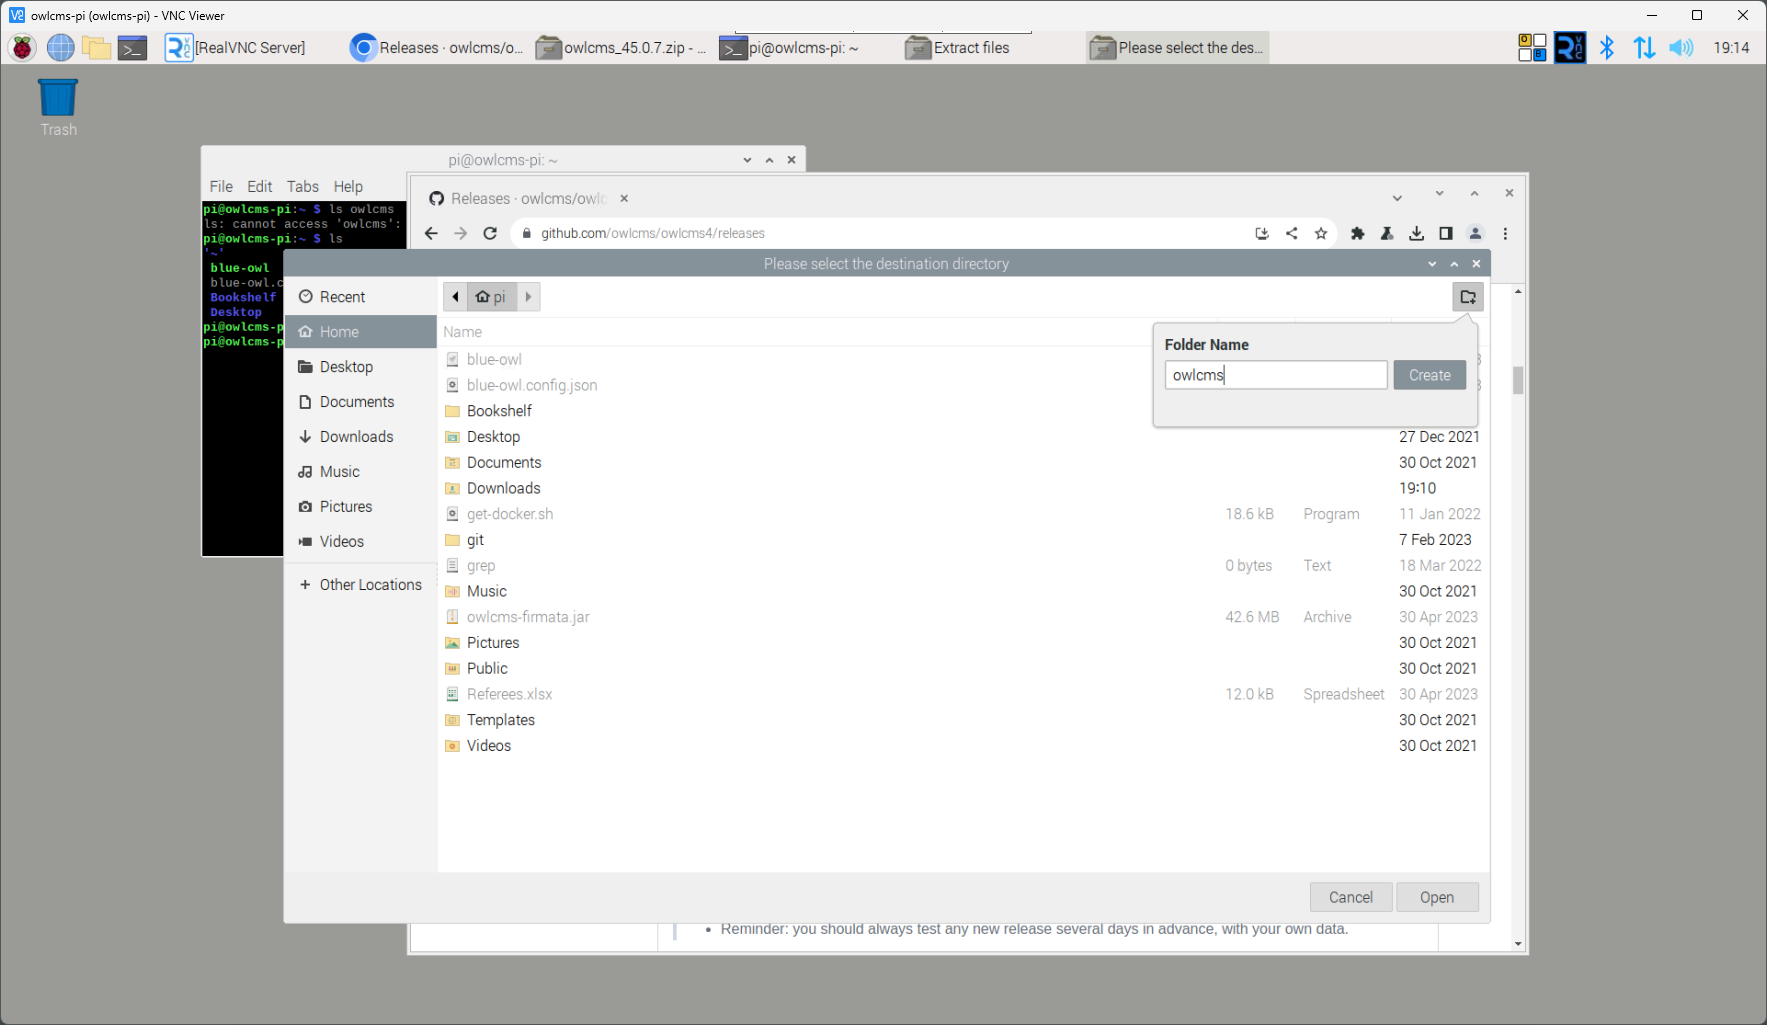 owlcms-pi (owlcms-pi) - VNC Viewer
[RealVNC Server]
Releases · owlcms/o...
owlcms_45.0.7.zip - ...
pi@owlcms-pi: ~
Extract files
Please select the des...
19:14
Trash
pi@owlcms-pi: ~
File Edit Tabs Help
pi@owlcms-pi:~ $ ls owlcms
ls: cannot access 'owlcms':
pi@owlcms-pi:~ $ ls
'~'
blue-owl
blue-owl.c
Bookshelf
Desktop
pi@owlcms-p
pi@owlcms-p
Releases · owlcms/owlc
github.com/owlcms/owlcms4/releases
Please select the destination directory
Recent
Home
Desktop
Documents
Downloads
Music
Pictures
Videos
Other Locations
pi
Name
Folder Name
owlcms
Create
blue-owl
blue-owl.config.json
Bookshelf
Desktop 27 Dec 2021
Documents 30 Oct 2021
Downloads 19:10
get-docker.sh 18.6 kB Program 11 Jan 2022
git 7 Feb 2023
grep 0 bytes Text 18 Mar 2022
Music 30 Oct 2021
owlcms-firmata.jar 42.6 MB Archive 30 Apr 2023
Pictures 30 Oct 2021
Public 30 Oct 2021
Referees.xlsx 12.0 kB Spreadsheet 30 Apr 2023
Templates 30 Oct 2021
Videos 30 Oct 2021
Cancel
Open
Reminder: you should always test any new release several days in advance, with your own data.